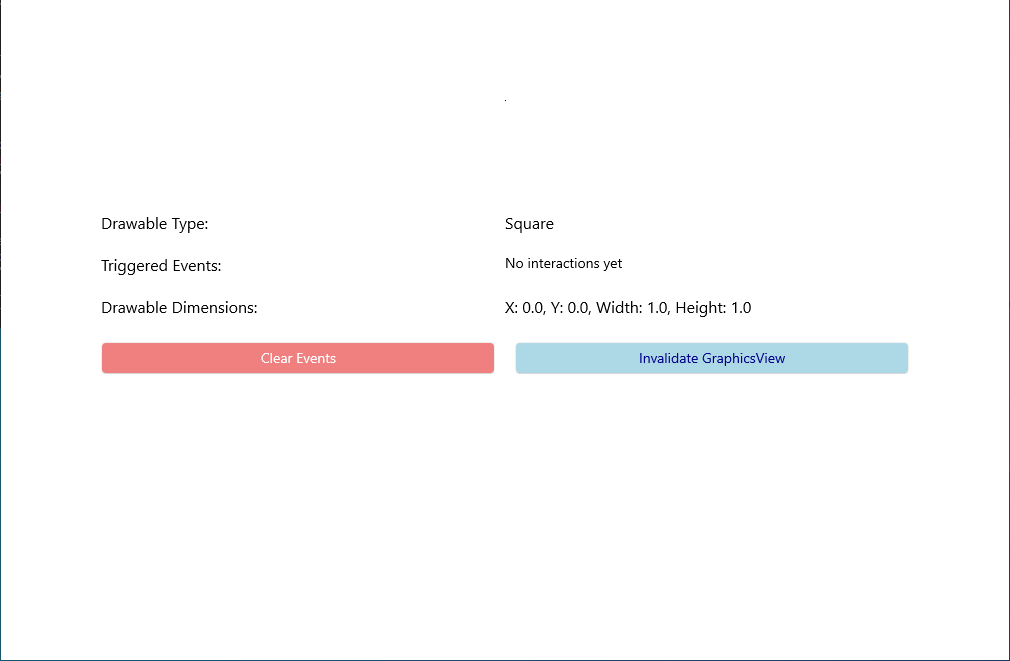 Drawable Type: Square
Triggered Events: No interactions yet
Drawable Dimensions: X: 0.0, Y: 0.0, Width: 1.0, Height: 1.0
Clear Events Invalidate GraphicsView